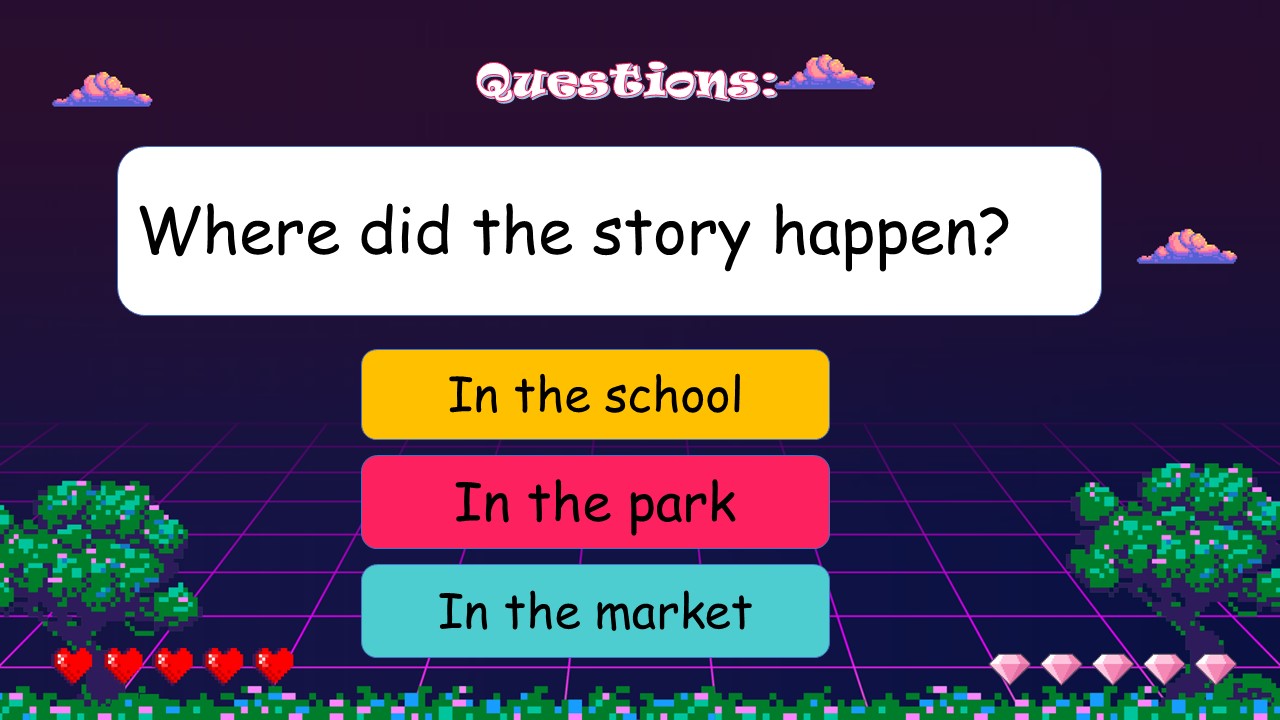 Questions:
Where did the story happen?
In the school
In the park
In the market